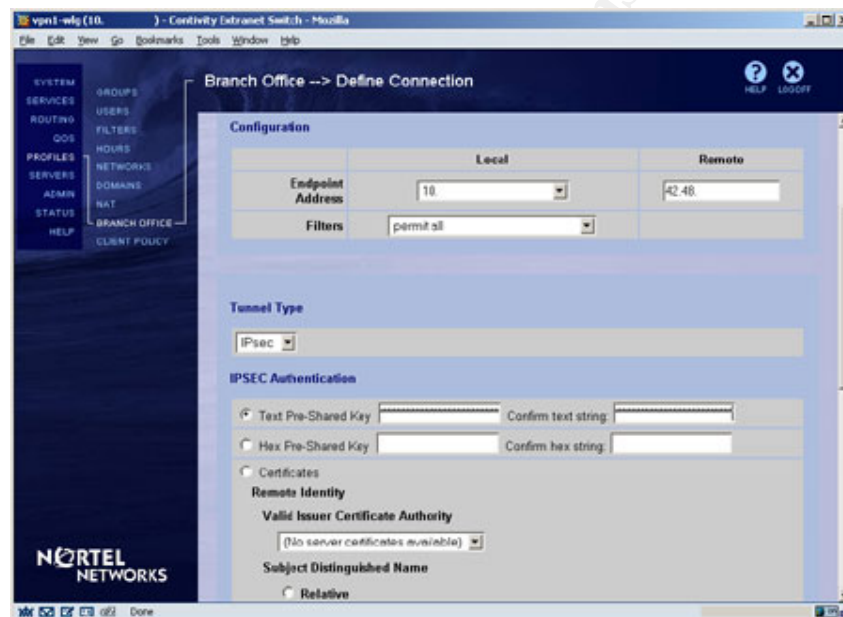 vpn1-wlg (10. ) - Contivity Extranet Switch - Mozilla
File Edit View Go Bookmarks Tools Window Help
SYSTEM
SERVICES
ROUTING
QOS
PROFILES
SERVERS
ADMIN
STATUS
HELP
GROUPS
USERS
FILTERS
HOURS
NETWORKS
DOMAINS
NAT
BRANCH OFFICE
CLIENT POLICY
Branch Office --> Define Connection
HELP LOGOFF
Configuration
Local Remote
Endpoint Address 10. 42.48.
Filters permit all
Tunnel Type
IPsec
IPSEC Authentication
Text Pre-Shared Key Confirm text string:
Hex Pre-Shared Key Confirm hex string:
Certificates
Remote Identity
Valid Issuer Certificate Authority
(No server certificates available)
Subject Distinguished Name
Relative
NORTEL
NETWORKS
Done